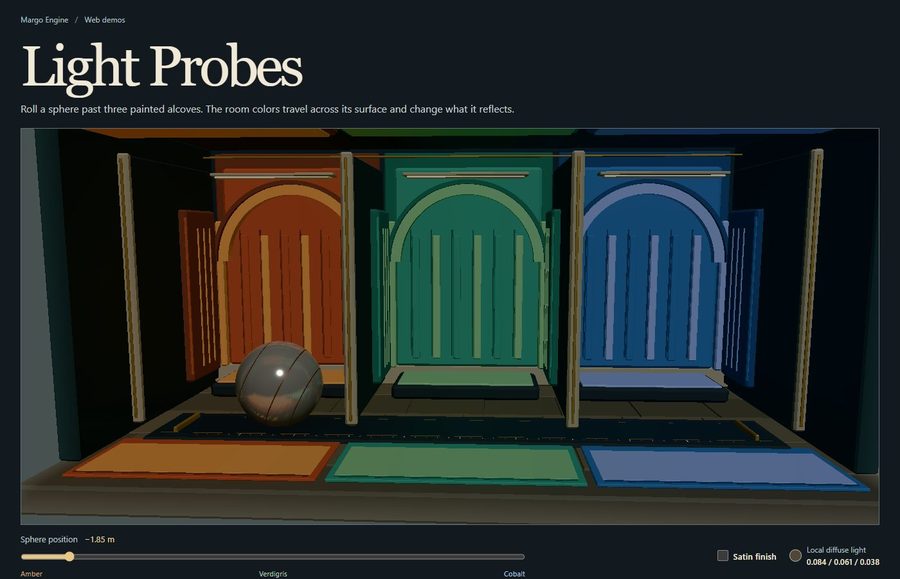 Margo Engine / Web demos
Light Probes
Roll a sphere past three painted alcoves. The room colors travel across its surface and change what it reflects.
Sphere position −1.85 m
Satin finish
Local diffuse light
0.084 / 0.061 / 0.038
Amber Verdigris Cobalt